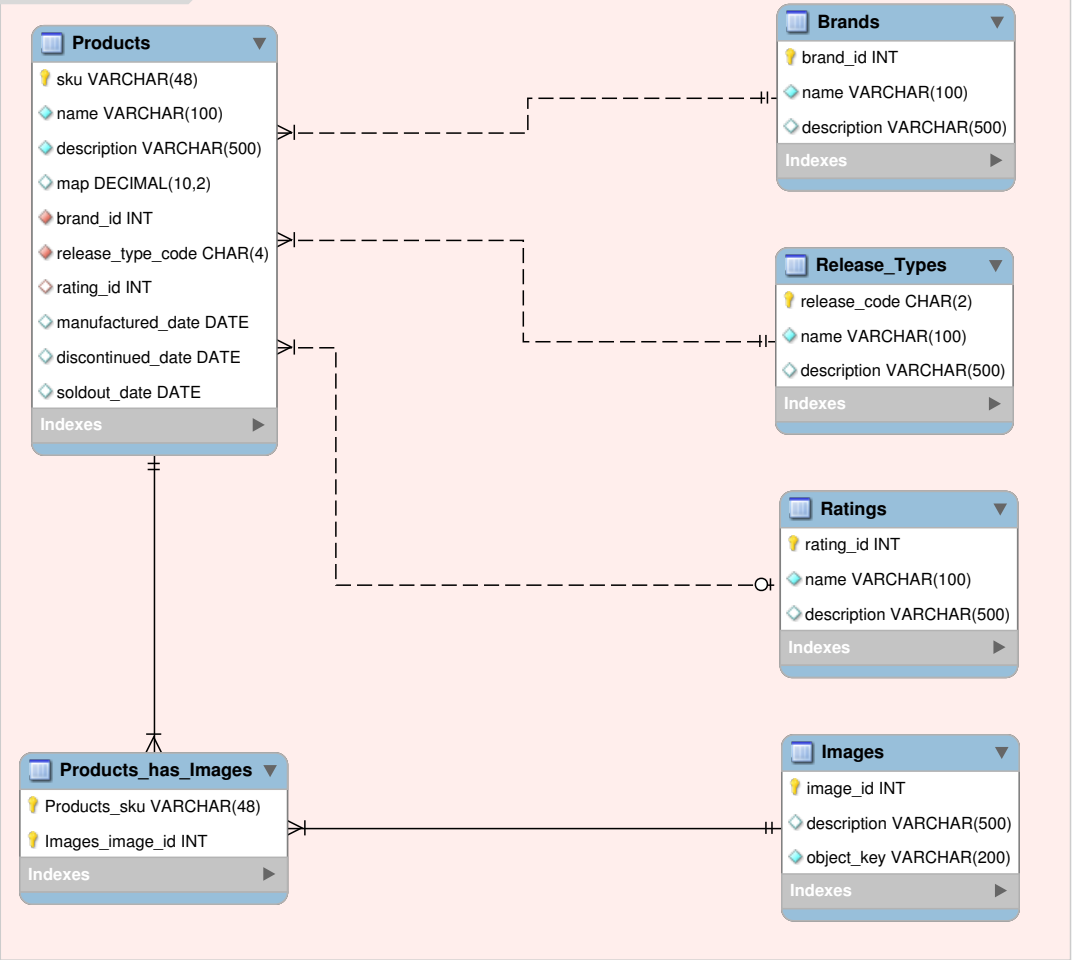 Products
sku VARCHAR(48)
name VARCHAR(100)
description VARCHAR(500)
map DECIMAL(10,2)
brand_id INT
release_type_code CHAR(4)
rating_id INT
manufactured_date DATE
discontinued_date DATE
soldout_date DATE
Indexes
Brands
brand_id INT
name VARCHAR(100)
description VARCHAR(500)
Indexes
Release_Types
release_code CHAR(2)
name VARCHAR(100)
description VARCHAR(500)
Indexes
Ratings
rating_id INT
name VARCHAR(100)
description VARCHAR(500)
Indexes
Products_has_Images
Products_sku VARCHAR(48)
Images_image_id INT
Indexes
Images
image_id INT
description VARCHAR(500)
object_key VARCHAR(200)
Indexes